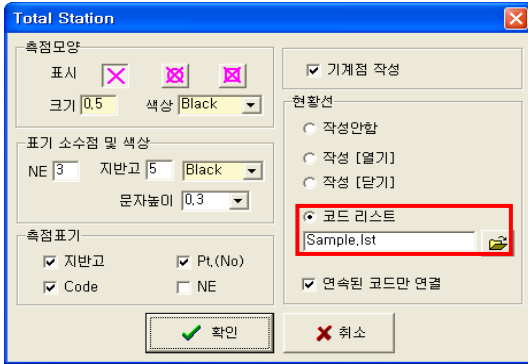 Total Station
측점모양
표시
크기 0,5 색상 Black
표기 소수점 및 색상
NE 3 지반고 5 Black
문자높이 0,3
측점표기
지반고 Pt,(No)
Code NE
기계점 작성
현황선
작성안함
작성 [열기]
작성 [닫기]
코드 리스트
Sample,lst
연속된 코드만 연결
확인 취소